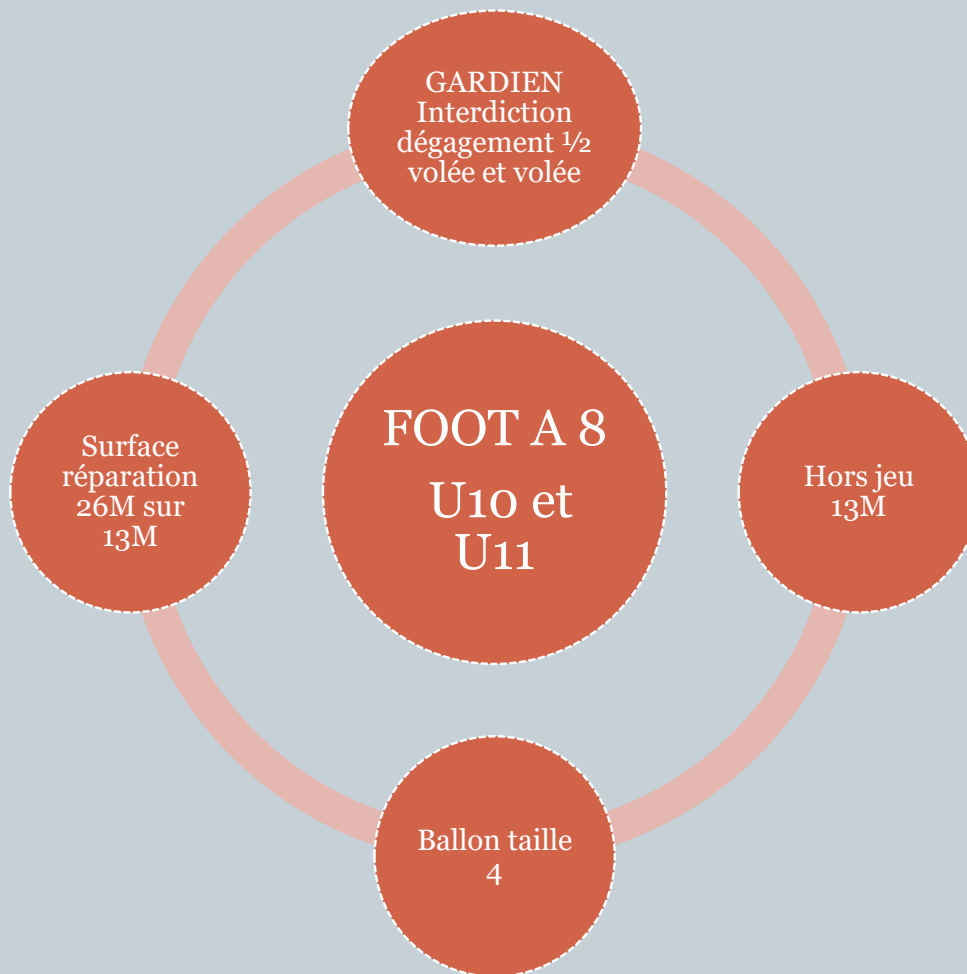 GARDIEN
Interdiction
dégagement ½
volée et volée
Surface
réparation
26M sur
13M
FOOT A 8
U10 et
U11
Hors jeu
13M
Ballon taille
4